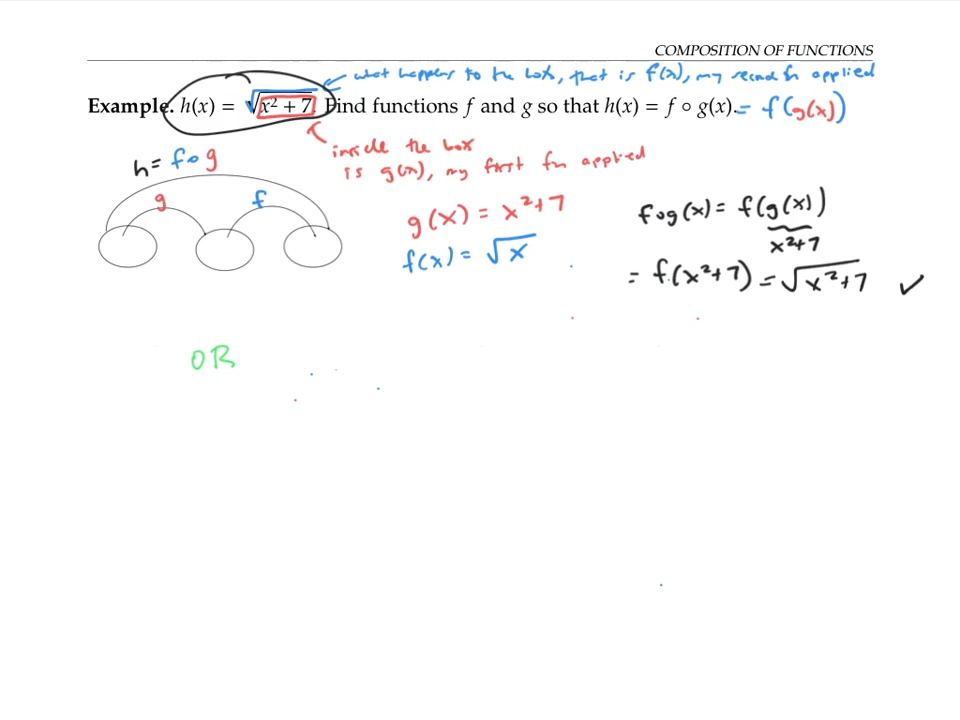 COMPOSITION OF FUNCTIONS
what happens to the box, that is f(x), my second fn applied
Example. h(x) = √(x² + 7). Find functions f and g so that h(x) = f ∘ g(x). = f(g(x))
inside the box
is g(x), my first fn applied
h = f∘g
g f
g(x) = x²+7
f(x) = √x
f∘g(x) = f(g(x))
x²+7
= f(x²+7) = √(x²+7) ✓
OR